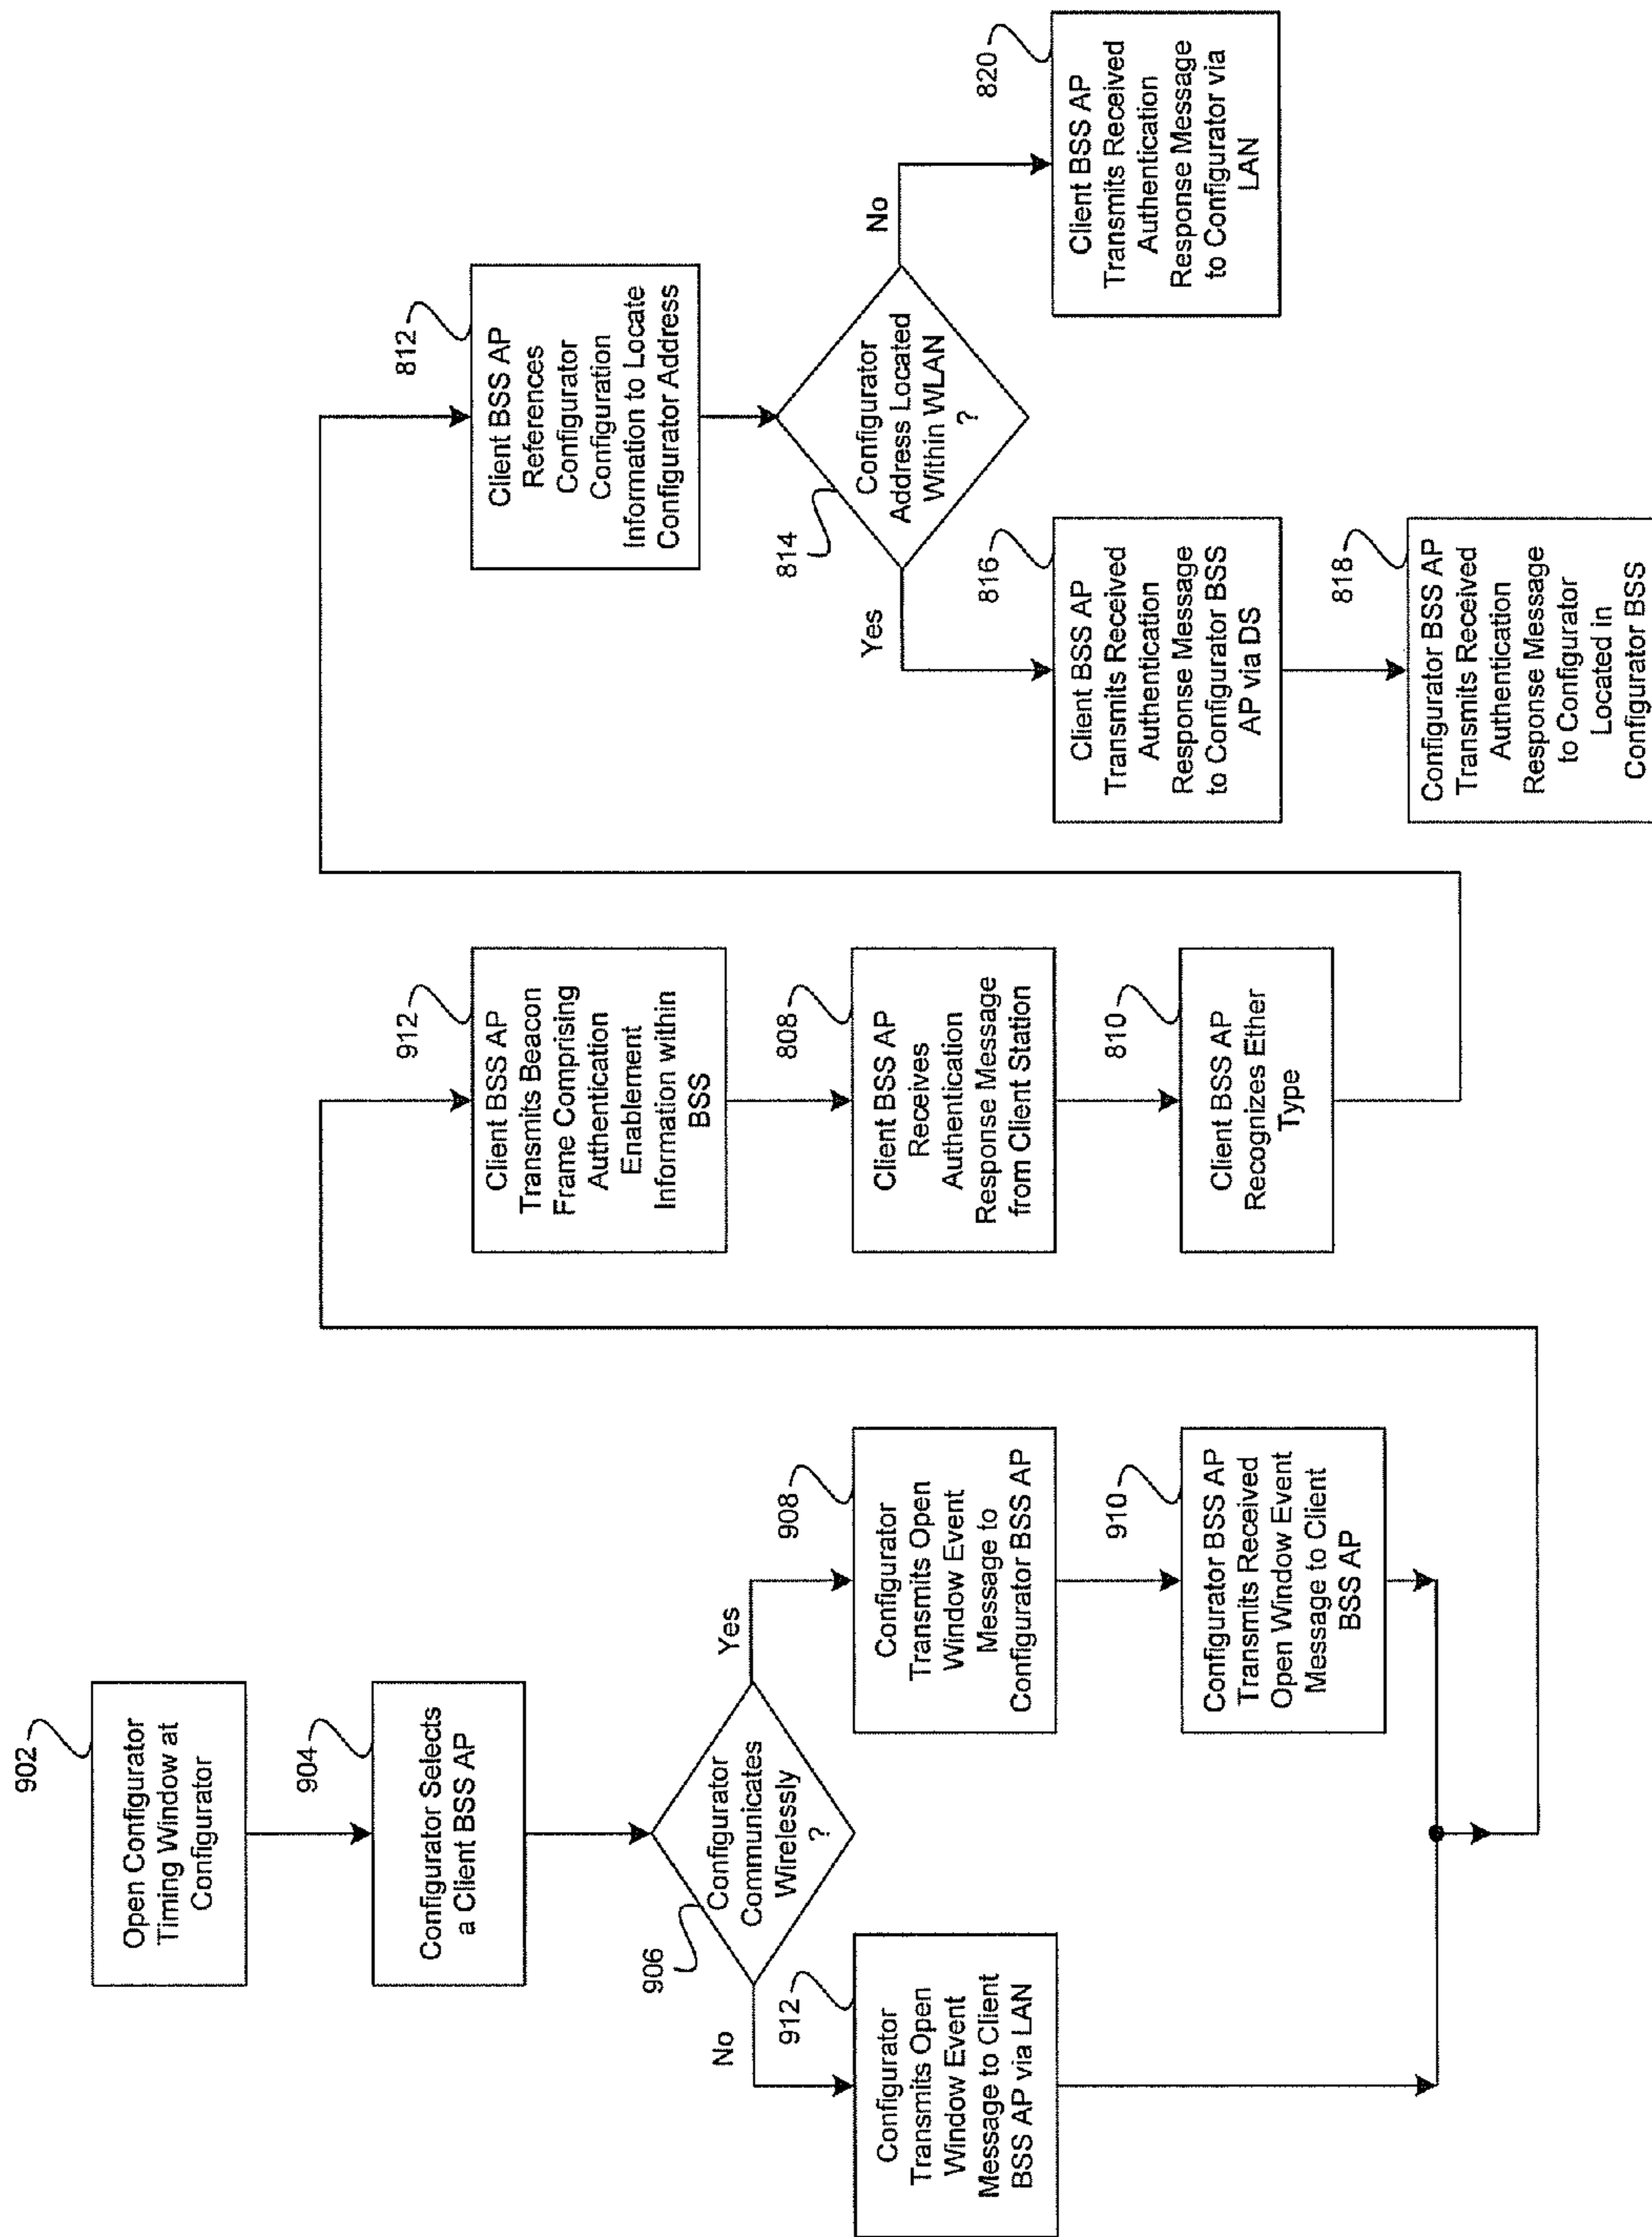 902
Open Configurator
Timing Window at
Configurator
904
Configurator Selects
a Client BSS AP
906
Configurator
Communicates
Wirelessly
?
No
Yes
912
Configurator
Transmits Open
Window Event
Message to Client
BSS AP via LAN
908
Configurator
Transmits Open
Window Event
Message to
Configurator BSS AP
910
Configurator BSS AP
Transmits Received
Open Window Event
Message to Client
BSS AP
912
Client BSS AP
Transmits Beacon
Frame Comprising
Authentication
Enablement
Information within
BSS
808
Client BSS AP
Receives
Authentication
Response Message
from Client Station
810
Client BSS AP
Recognizes Ether
Type
812
Client BSS AP
References
Configurator
Configuration
Information to Locate
Configurator Address
814
Configurator
Address Located
Within WLAN
?
Yes
No
816
Client BSS AP
Transmits Received
Authentication
Response Message
to Configurator BSS
AP via DS
818
Configurator BSS AP
Transmits Received
Authentication
Response Message
to Configurator
Located in
Configurator BSS
820
Client BSS AP
Transmits Received
Authentication
Response Message
to Configurator via
LAN